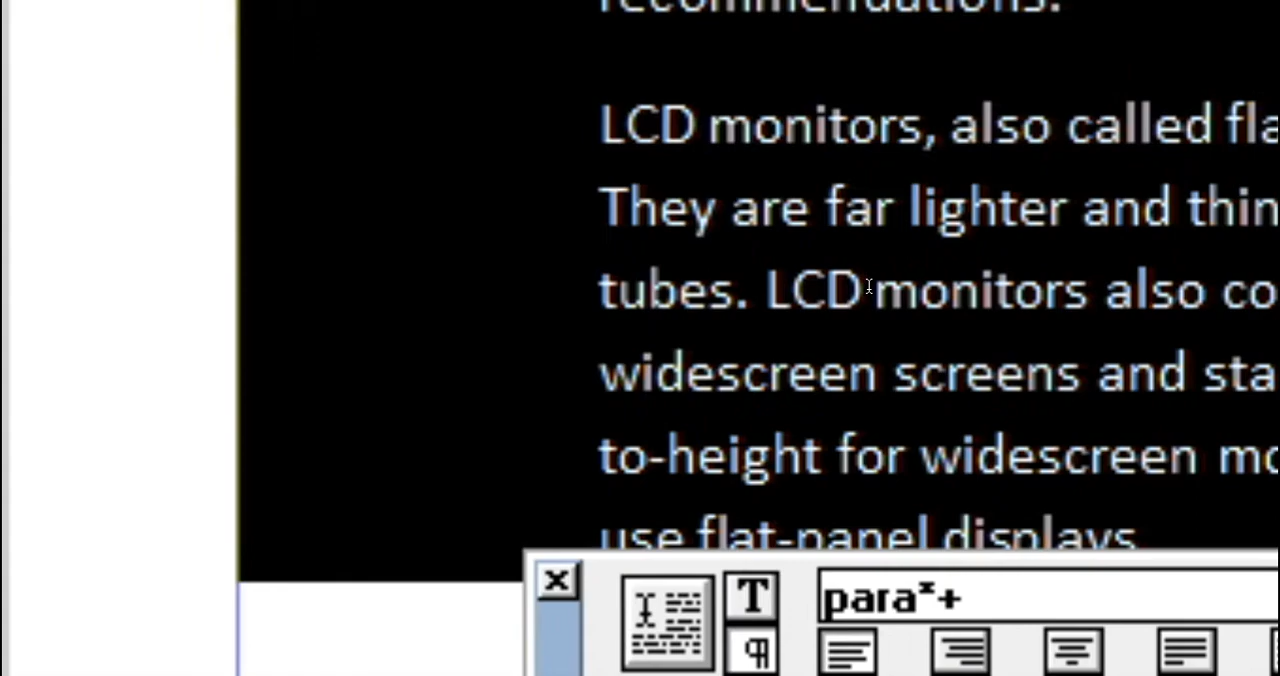 recommendations.
LCD monitors, also called fla
They are far lighter and thin
tubes. LCD monitors also co
widescreen screens and sta
to-height for widescreen mo
use flat-panel displays
T
para*+
¶